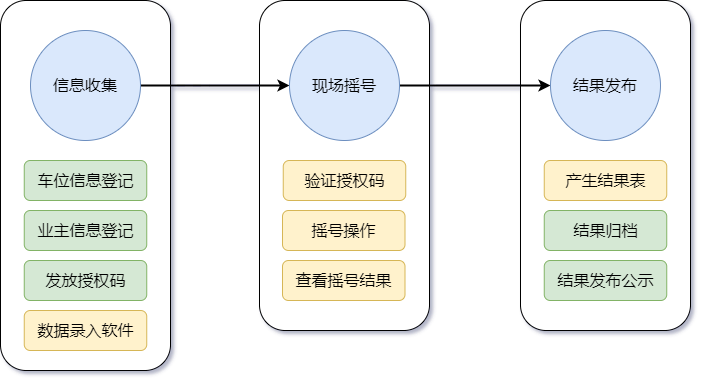 信息收集
车位信息登记
业主信息登记
发放授权码
数据录入软件
现场摇号
验证授权码
摇号操作
查看摇号结果
结果发布
产生结果表
结果归档
结果发布公示